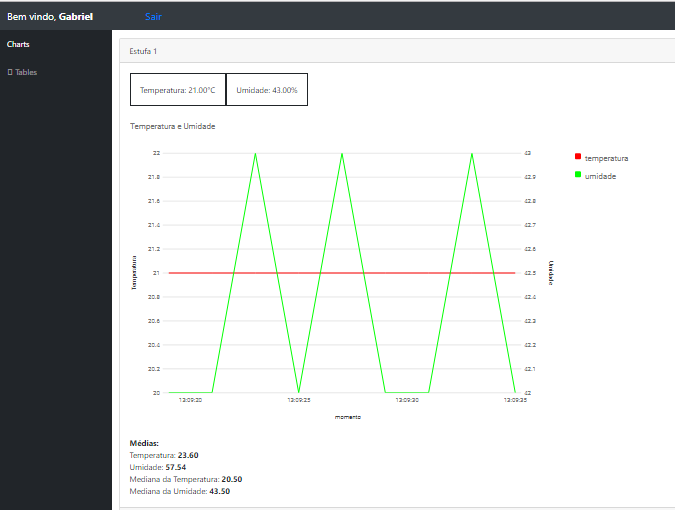 Bem vindo, Gabriel
Sair
Charts
Tables
Estufa 1
Temperatura: 21.00°C
Umidade: 43.00%
Temperatura e Umidade
22
21.8
21.6
21.4
21.2
21
20.8
20.6
20.4
20.2
20
Temperatura
43
42.9
42.8
42.7
42.6
42.5
42.4
42.3
42.2
42.1
42
Umidade
temperatura
umidade
13:09:20
13:09:25
13:09:30
13:09:35
momento
Médias:
Temperatura: 23.60
Umidade: 57.54
Mediana da Temperatura: 20.50
Mediana da Umidade: 43.50